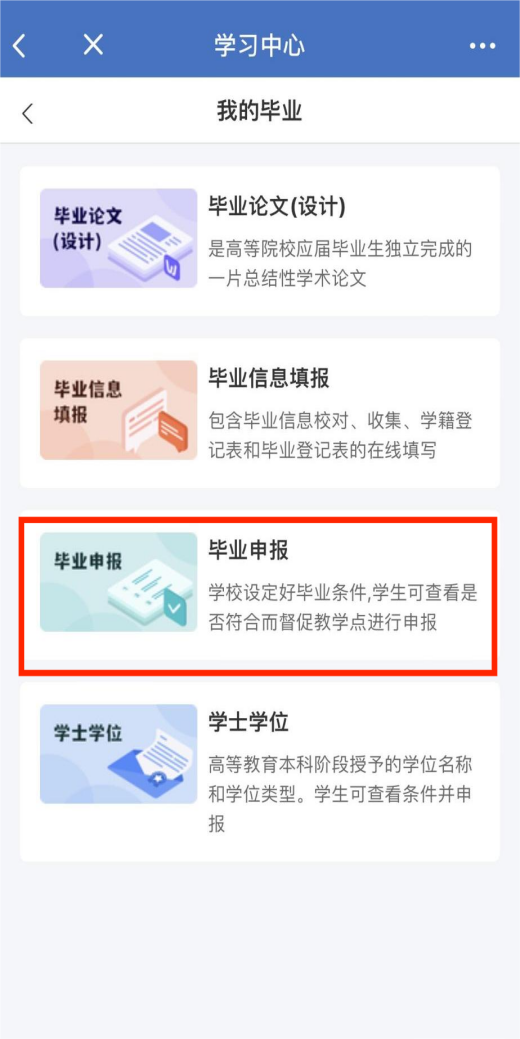 学习中心
我的毕业
毕业论文
(设计)
毕业论文(设计)
是高等院校应届毕业生独立完成的
一片总结性学术论文
毕业信息
填报
毕业信息填报
包含毕业信息校对、收集、学籍登
记表和毕业登记表的在线填写
毕业申报
毕业申报
学校设定好毕业条件,学生可查看是
否符合而督促教学点进行申报
学士学位
学士学位
高等教育本科阶段授予的学位名称
和学位类型。学生可查看条件并申
报